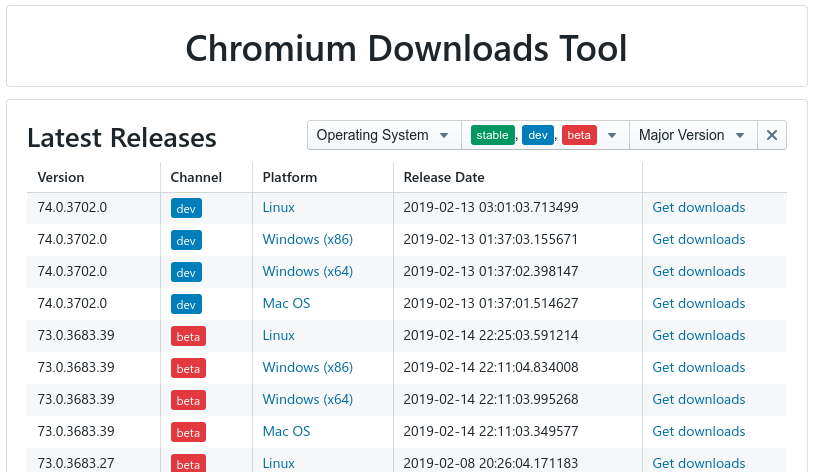 Chromium Downloads Tool
Latest Releases
Operating System stable, dev, beta Major Version
Version Channel Platform Release Date
74.0.3702.0 dev Linux 2019-02-13 03:01:03.713499 Get downloads
74.0.3702.0 dev Windows (x86) 2019-02-13 01:37:03.155671 Get downloads
74.0.3702.0 dev Windows (x64) 2019-02-13 01:37:02.398147 Get downloads
74.0.3702.0 dev Mac OS 2019-02-13 01:37:01.514627 Get downloads
73.0.3683.39 beta Linux 2019-02-14 22:25:03.591214 Get downloads
73.0.3683.39 beta Windows (x86) 2019-02-14 22:11:04.834008 Get downloads
73.0.3683.39 beta Windows (x64) 2019-02-14 22:11:03.995268 Get downloads
73.0.3683.39 beta Mac OS 2019-02-14 22:11:03.349577 Get downloads
73.0.3683.27 beta Linux 2019-02-08 20:26:04.171183 Get downloads